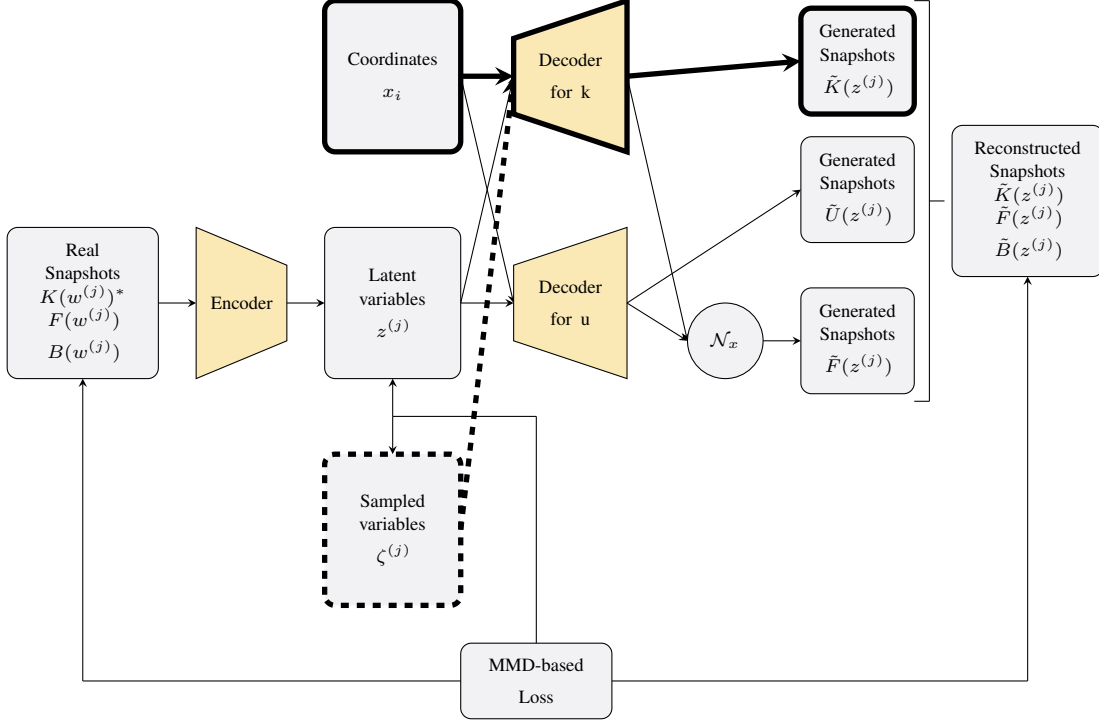 Coordinates
x_i
Decoder
for k
Generated
Snapshots
K̃(z^(j))
Generated
Snapshots
Ũ(z^(j))
Reconstructed
Snapshots
K̃(z^(j))
F̃(z^(j))
B̃(z^(j))
Real
Snapshots
K(w^(j))*
F(w^(j))
B(w^(j))
Encoder
Latent
variables
z^(j)
Decoder
for u
𝒩_x
Generated
Snapshots
F̃(z^(j))
Sampled
variables
ζ^(j)
MMD-based
Loss